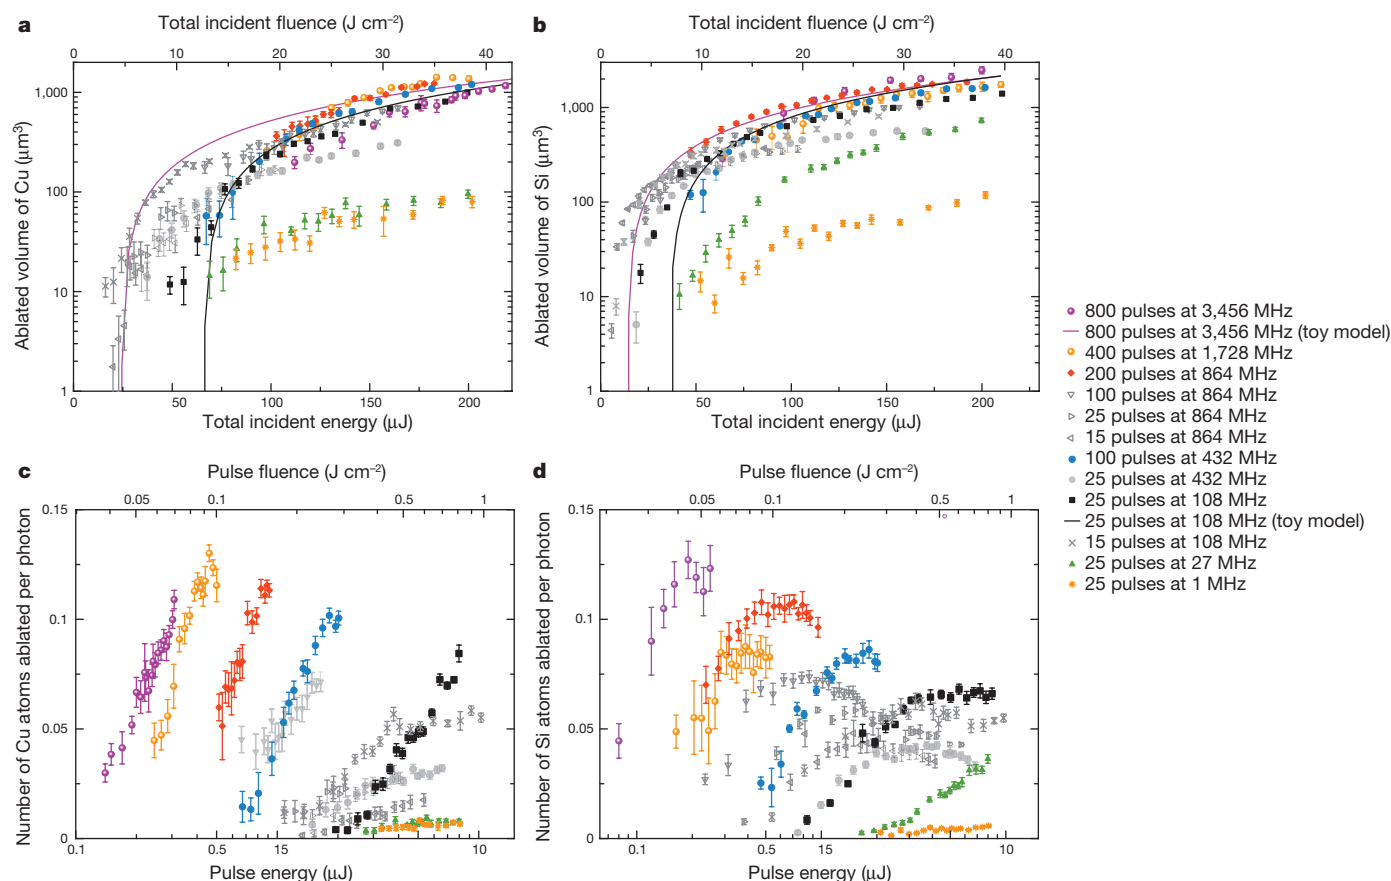 a
Total incident fluence (J cm–2)
0 10 20 30 40
Ablated volume of Cu (µm3)
1,000
100
10
1
0 50 100 150 200
Total incident energy (µJ)
b
Total incident fluence (J cm–2)
0 10 20 30 40
Ablated volume of Si (µm3)
1,000
100
10
1
0 50 100 150 200
Total incident energy (µJ)
800 pulses at 3,456 MHz
800 pulses at 3,456 MHz (toy model)
400 pulses at 1,728 MHz
200 pulses at 864 MHz
100 pulses at 864 MHz
25 pulses at 864 MHz
15 pulses at 864 MHz
100 pulses at 432 MHz
25 pulses at 432 MHz
25 pulses at 108 MHz
25 pulses at 108 MHz (toy model)
15 pulses at 108 MHz
25 pulses at 27 MHz
25 pulses at 1 MHz
c
Pulse fluence (J cm–2)
0.05 0.1 0.5 1
Number of Cu atoms ablated per photon
0.15
0.1
0.05
0
0.1 0.5 15 10
Pulse energy (µJ)
d
Pulse fluence (J cm–2)
0.05 0.1 0.5 1
Number of Si atoms ablated per photon
0.15
0.1
0.05
0
0.1 0.5 15 10
Pulse energy (µJ)